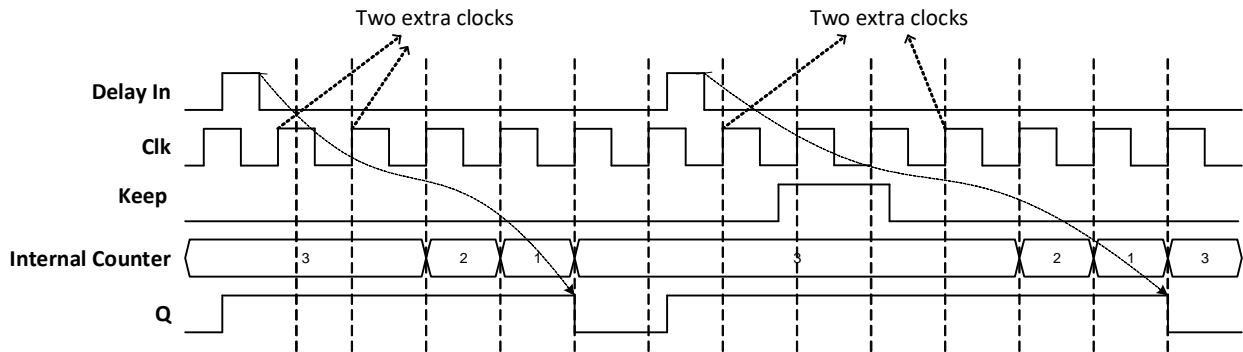 Two extra clocks Two extra clocks
Delay In
Clk
Keep
Internal Counter 3 2 1 3 2 1 3
Q